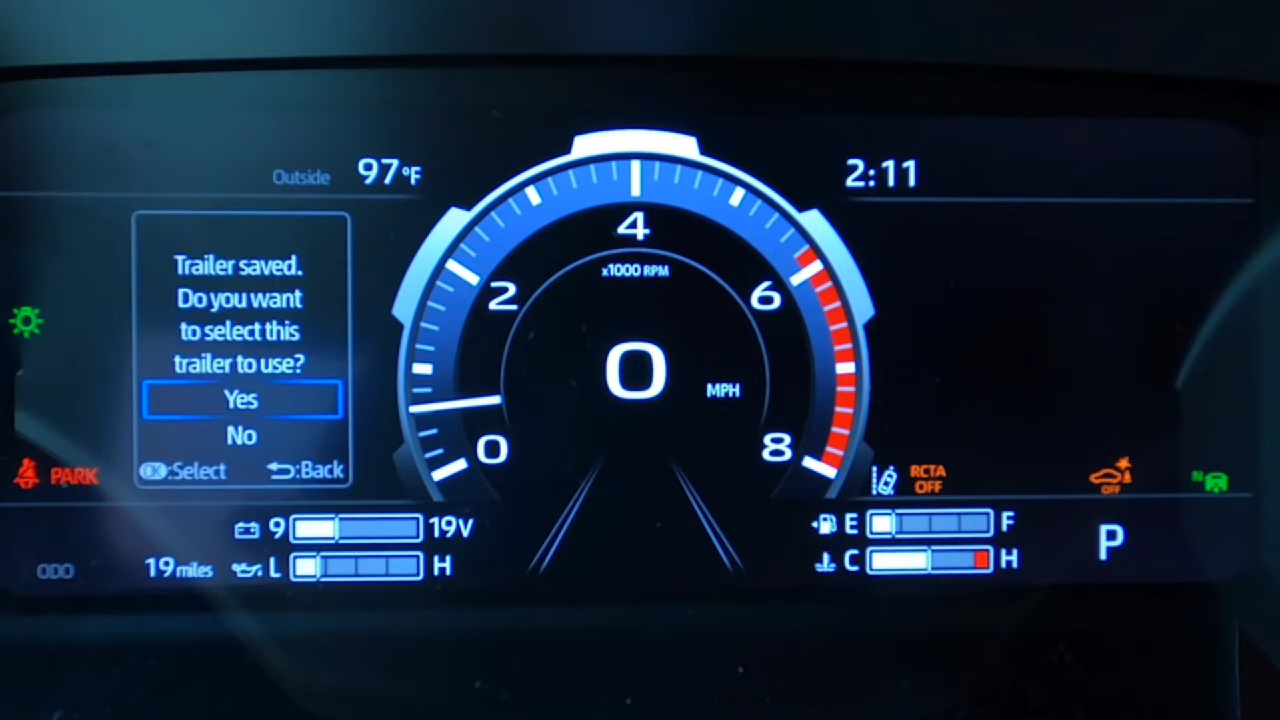 Outside 97°F
2:11
Trailer saved.
Do you want
to select this
trailer to use?
Yes
No
OK:Select
:Back
4
x1000 RPM
2
6
0
MPH
0
8
PARK
RCTA
OFF
OFF
N
9
19V
E
F
P
ODO
19 miles
L
H
C
H